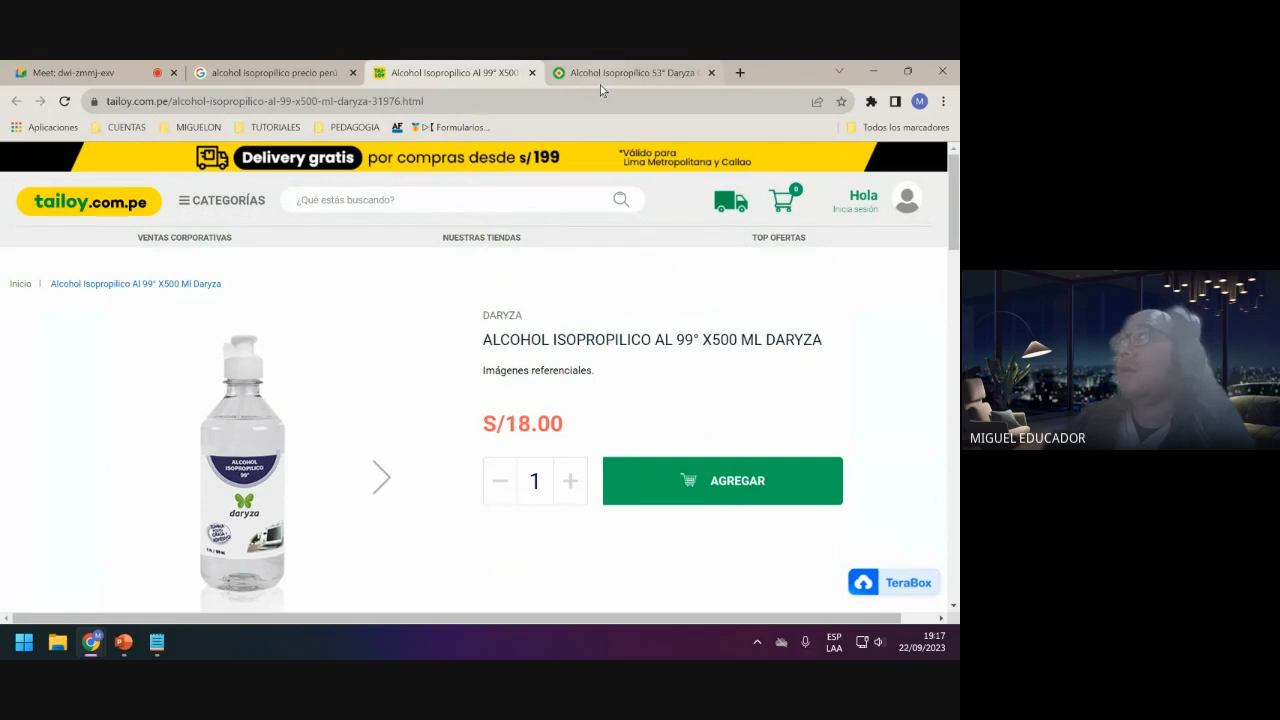 Meet: dwi-zmmj-exv
alcohol isopropilico precio perú
Alcohol Isopropilico Al 99° X500
Alcohol Isopropílico 53° Daryza
tailoy.com.pe/alcohol-isopropilico-al-99-x500-ml-daryza-31976.html
M
Aplicaciones
CUENTAS
MIGUELON
TUTORIALES
PEDAGOGIA
AF
Formularios...
Todos los marcadores
Delivery gratis por compras desde s/199
*Válido para
Lima Metropolitana y Callao
tailoy.com.pe
CATEGORÍAS
¿Qué estás buscando?
0
Hola
Inicia sesión
VENTAS CORPORATIVAS
NUESTRAS TIENDAS
TOP OFERTAS
Inicio | Alcohol Isopropilico Al 99° X500 Ml Daryza
DARYZA
ALCOHOL ISOPROPILICO AL 99° X500 ML DARYZA
Imágenes referenciales.
S/18.00
1
AGREGAR
ALCOHOL
ISOPROPILICO
99°
daryza
TeraBox
MIGUEL EDUCADOR
ESP
LAA
19:17
22/09/2023